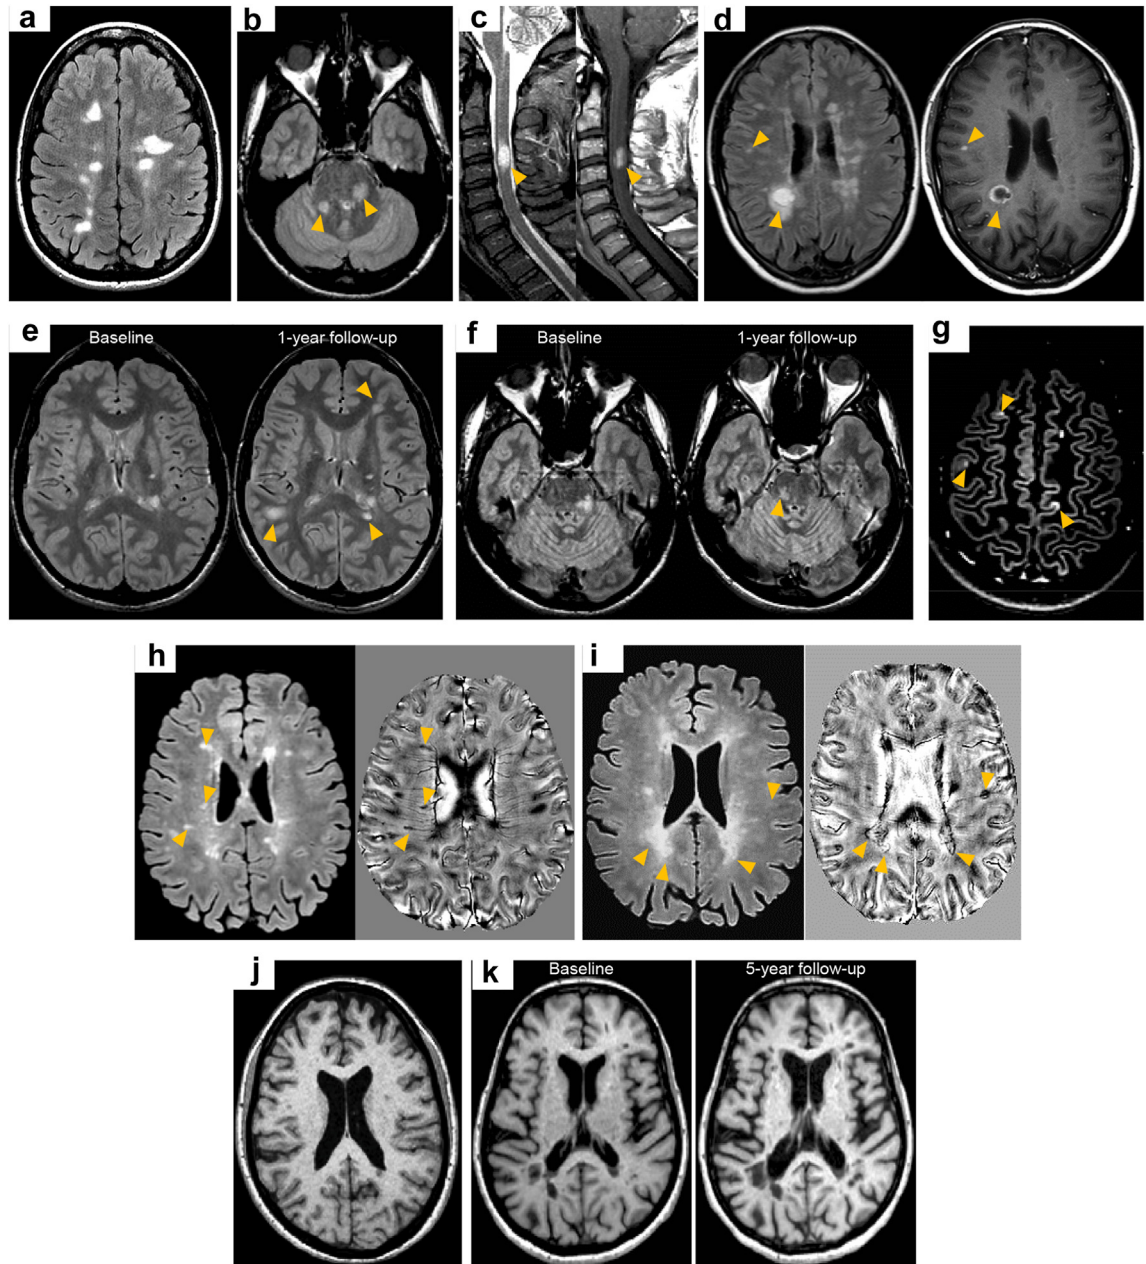 a
b
c
d
e
Baseline
1-year follow-up
f
Baseline
1-year follow-up
g
h
i
j
k
Baseline
5-year follow-up